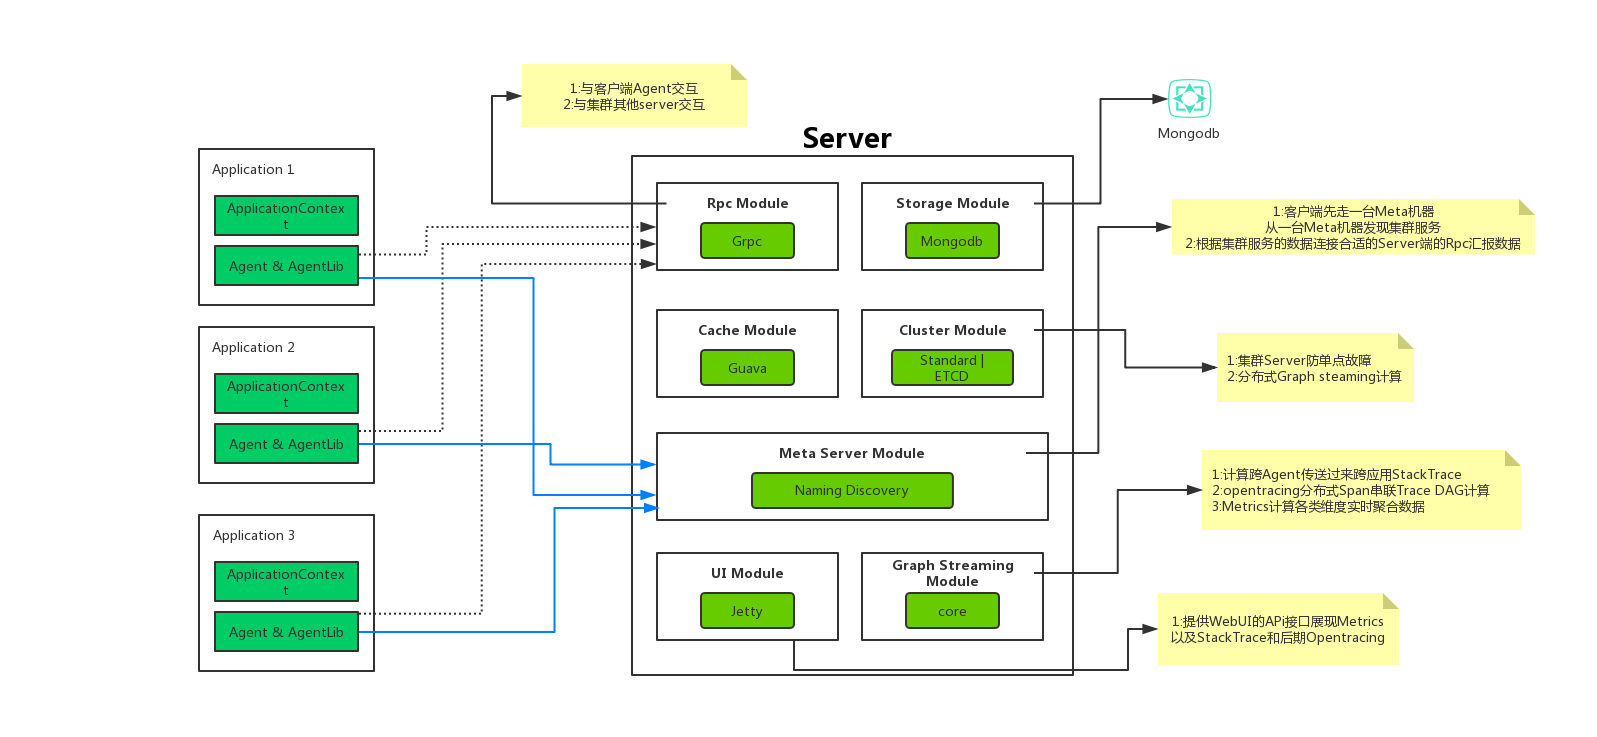 1:与客户端Agent交互
2:与集群其他server交互
Mongodb
Server
Application 1
ApplicationContex
t
Agent & AgentLib
Application 2
ApplicationContex
t
Agent & AgentLib
Application 3
ApplicationContex
t
Agent & AgentLib
Rpc Module
Grpc
Storage Module
Mongodb
Cache Module
Guava
Cluster Module
Standard |
ETCD
Meta Server Module
Naming Discovery
UI Module
Jetty
Graph Streaming
Module
core
1:客户端先走一台Meta机器
从一台Meta机器发现集群服务
2:根据集群服务的数据连接合适的Server端的Rpc汇报数据
1:集群Server防单点故障
2:分布式Graph steaming计算
1:计算跨Agent传送过来跨应用StackTrace
2:opentracing分布式Span串联Trace DAG计算
3:Metrics计算各类维度实时聚合数据
1:提供WebUI的APi接口展现Metrics
以及StackTrace和后期Opentracing